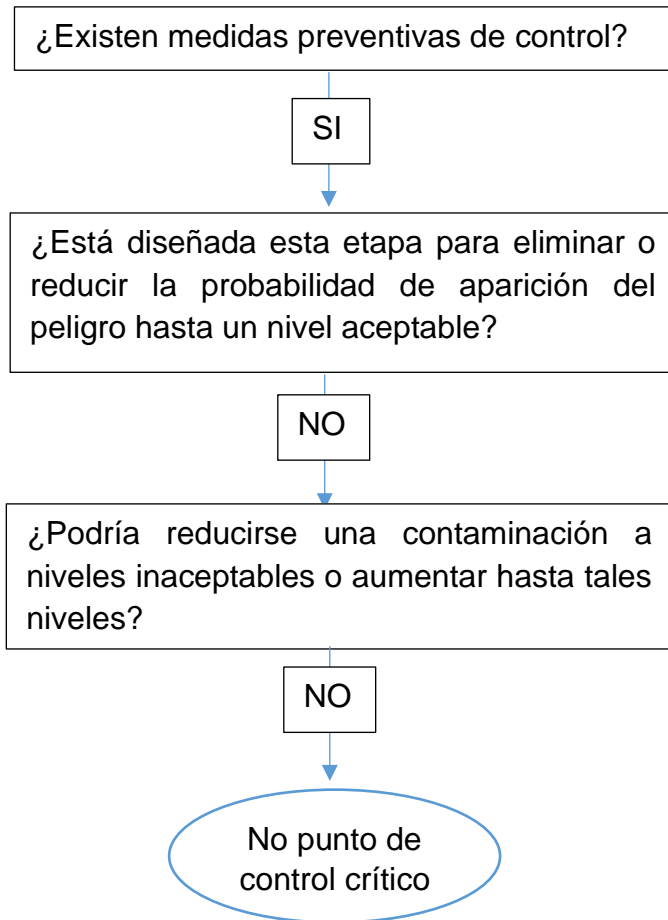 ¿Existen medidas preventivas de control?
SI
¿Está diseñada esta etapa para eliminar o
reducir la probabilidad de aparición del
peligro hasta un nivel aceptable?
NO
¿Podría reducirse una contaminación a
niveles inaceptables o aumentar hasta tales
niveles?
NO
No punto de
control crítico